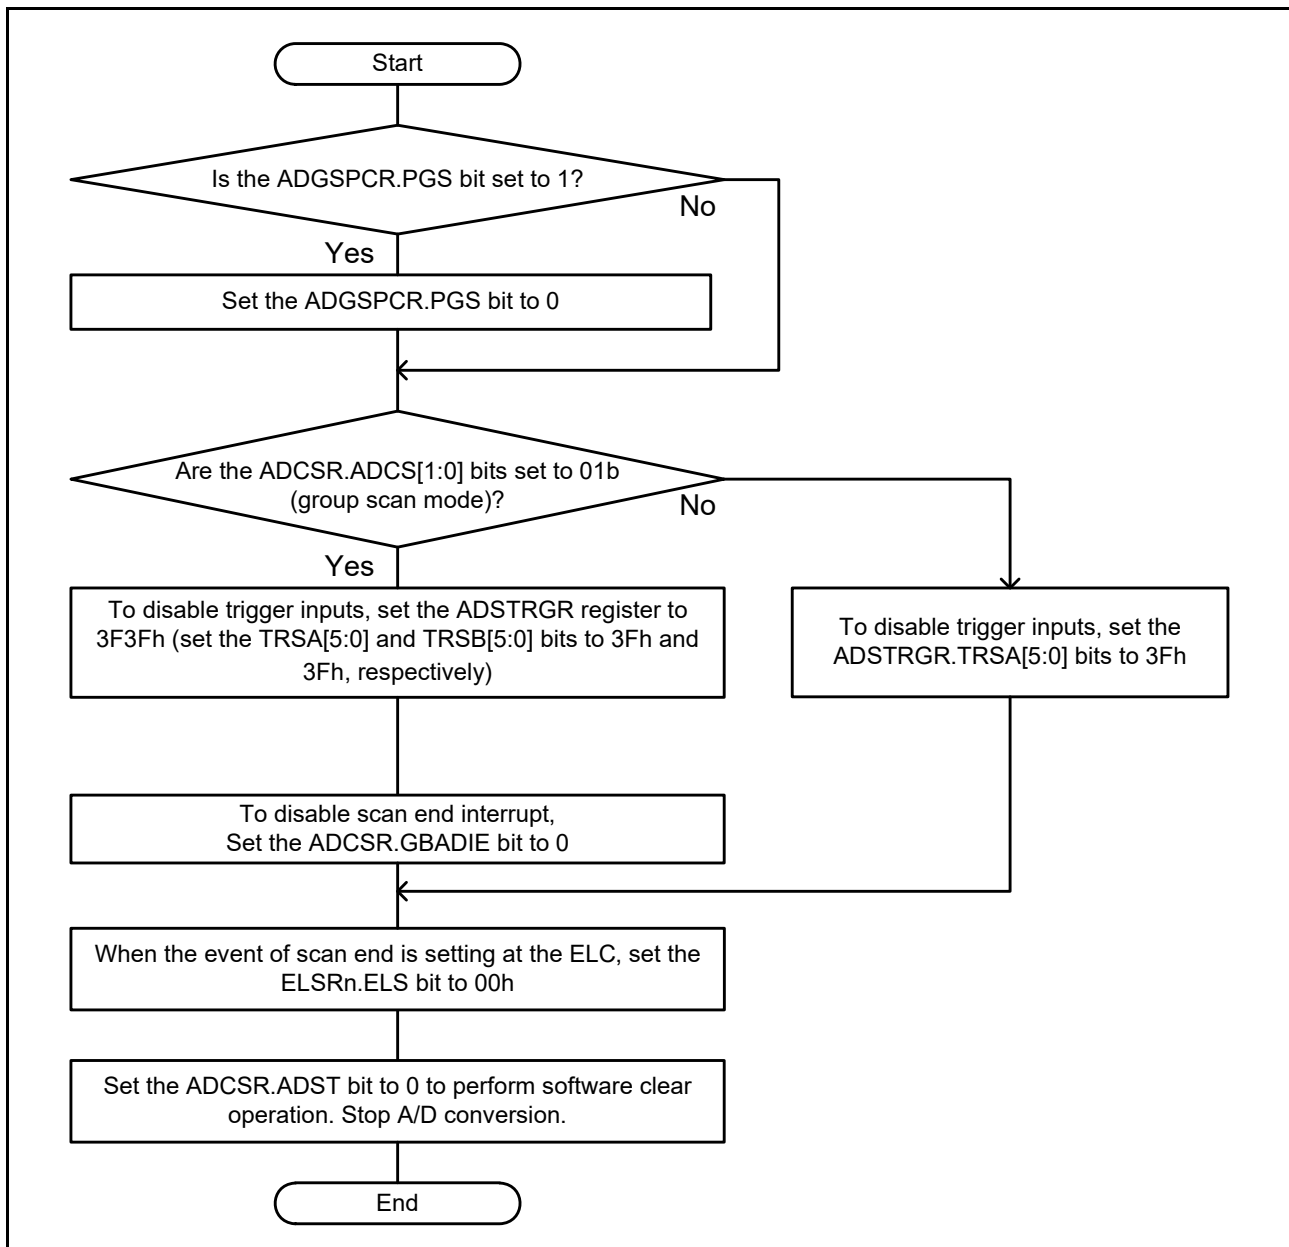 Start
Is the ADGSPCR.PGS bit set to 1?
No
Yes
Set the ADGSPCR.PGS bit to 0
Are the ADCSR.ADCS[1:0] bits set to 01b
(group scan mode)?
No
Yes
To disable trigger inputs, set the ADSTRGR register to
3F3Fh (set the TRSA[5:0] and TRSB[5:0] bits to 3Fh and
3Fh, respectively)
To disable trigger inputs, set the
ADSTRGR.TRSA[5:0] bits to 3Fh
To disable scan end interrupt,
Set the ADCSR.GBADIE bit to 0
When the event of scan end is setting at the ELC, set the
ELSRn.ELS bit to 00h
Set the ADCSR.ADST bit to 0 to perform software clear
operation. Stop A/D conversion.
End